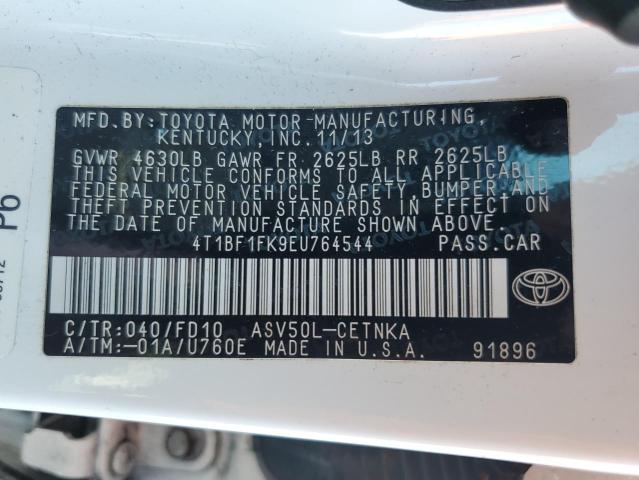 MFD.BY:TOYOTA MOTOR-MANUFACTURING,
KENTUCKY,INC. 11/13
GVWR 4630LB GAWR FR 2625LB RR 2625LB
THIS VEHICLE CONFORMS TO ALL APPLICABLE
FEDERAL MOTOR VEHICLE SAFETY BUMPER AND
THEFT PREVENTION STANDARDS IN EFFECT ON
THE DATE OF MANUFACTURE SHOWN ABOVE.
4T1BF1FK9EU764544 PASS.CAR
C/TR:040/FD10 ASV50L-CETNKA
A/TM:-01A/U760E MADE IN U.S.A. 91896
P6